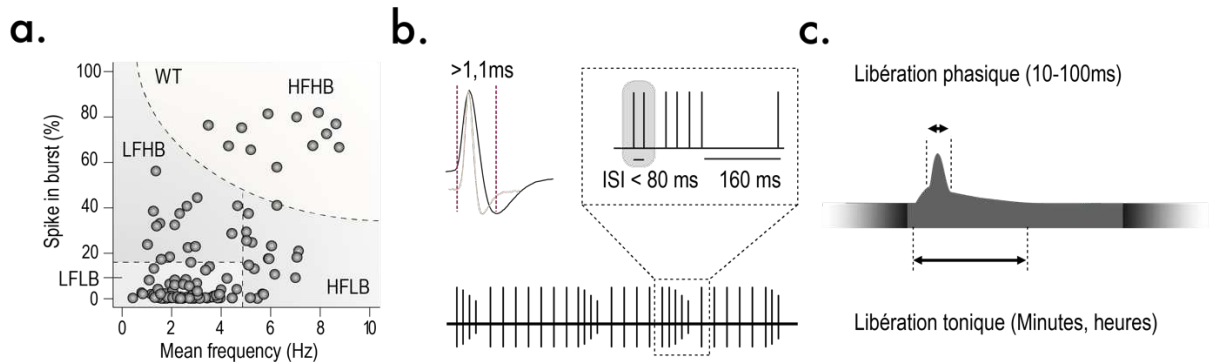 a.
100
80
60
40
20
0
Spike in burst (%)
WT
HFHB
LFHB
LFLB
HFLB
0 2 4 6 8 10
Mean frequency (Hz)
b.
>1,1ms
ISI < 80 ms
160 ms
c.
Libération phasique (10-100ms)
Libération tonique (Minutes, heures)